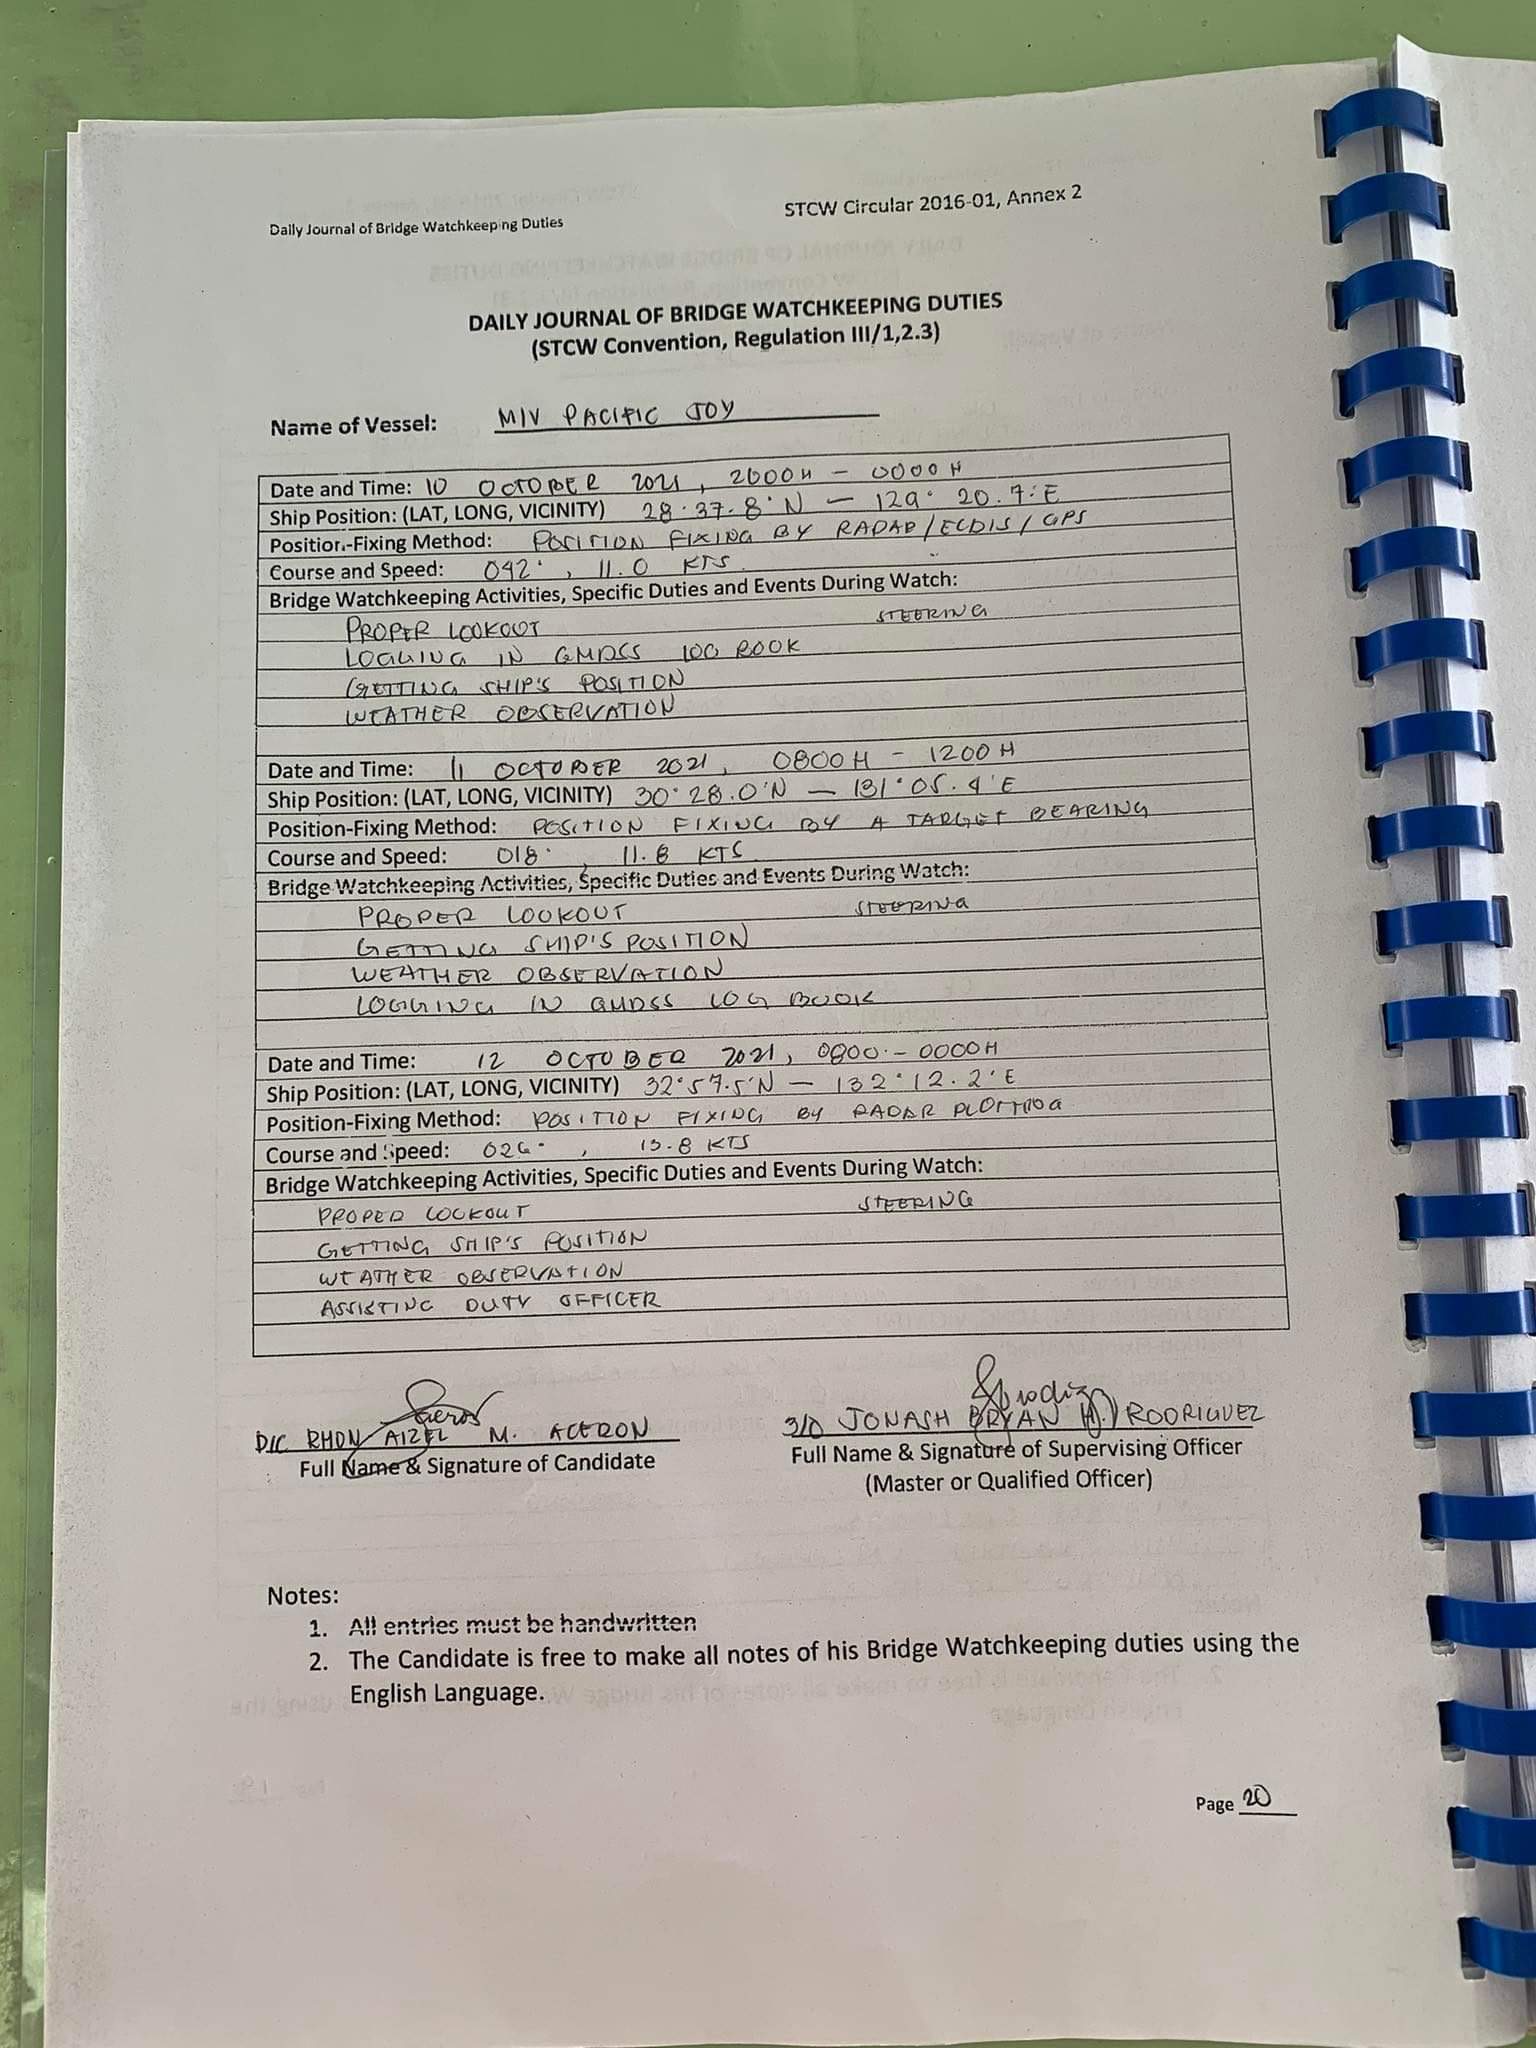 Daily Journal of Bridge Watchkeeping Duties
STCW Circular 2016-01, Annex 2
DAILY JOURNAL OF BRIDGE WATCHKEEPING DUTIES
(STCW Convention, Regulation III/1,2.3)
Name of Vessel: M/V PACIFIC JOY
Date and Time: 10 OCTOBER 2021, 2000H - 0000H
Ship Position: (LAT, LONG, VICINITY) 28°37.8'N - 129° 20.7'E
Position-Fixing Method: POSITION FIXING BY RADAR/ECDIS/GPS
Course and Speed: 042°, 11.0 KTS
Bridge Watchkeeping Activities, Specific Duties and Events During Watch:
PROPER LOOKOUT STEERING
LOGGING IN GMDSS LOG BOOK
GETTING SHIP'S POSITION
WEATHER OBSERVATION
Date and Time: 11 OCTOBER 2021, 0800H - 1200H
Ship Position: (LAT, LONG, VICINITY) 30°28.0'N - 131°05.4'E
Position-Fixing Method: POSITION FIXING BY A TARGET BEARING
Course and Speed: 018°, 11.8 KTS
Bridge Watchkeeping Activities, Specific Duties and Events During Watch:
PROPER LOOKOUT STEERING
GETTING SHIP'S POSITION
WEATHER OBSERVATION
LOGGING IN GMDSS LOG BOOK
Date and Time: 12 OCTOBER 2021, 0800 - 0000H
Ship Position: (LAT, LONG, VICINITY) 32°57.5'N - 132°12.2'E
Position-Fixing Method: POSITION FIXING BY RADAR PLOTTING
Course and Speed: 026°, 13.8 KTS
Bridge Watchkeeping Activities, Specific Duties and Events During Watch:
PROPER LOOKOUT STEERING
GETTING SHIP'S POSITION
WEATHER OBSERVATION
ASSISTING DUTY OFFICER
D/C RHON AIZEL M. ACERON
3/O JONASH BRYAN H. RODRIGUEZ
Full Name & Signature of Candidate
Full Name & Signature of Supervising Officer
(Master or Qualified Officer)
Notes:
1. All entries must be handwritten
2. The Candidate is free to make all notes of his Bridge Watchkeeping duties using the
English Language.
Page 20